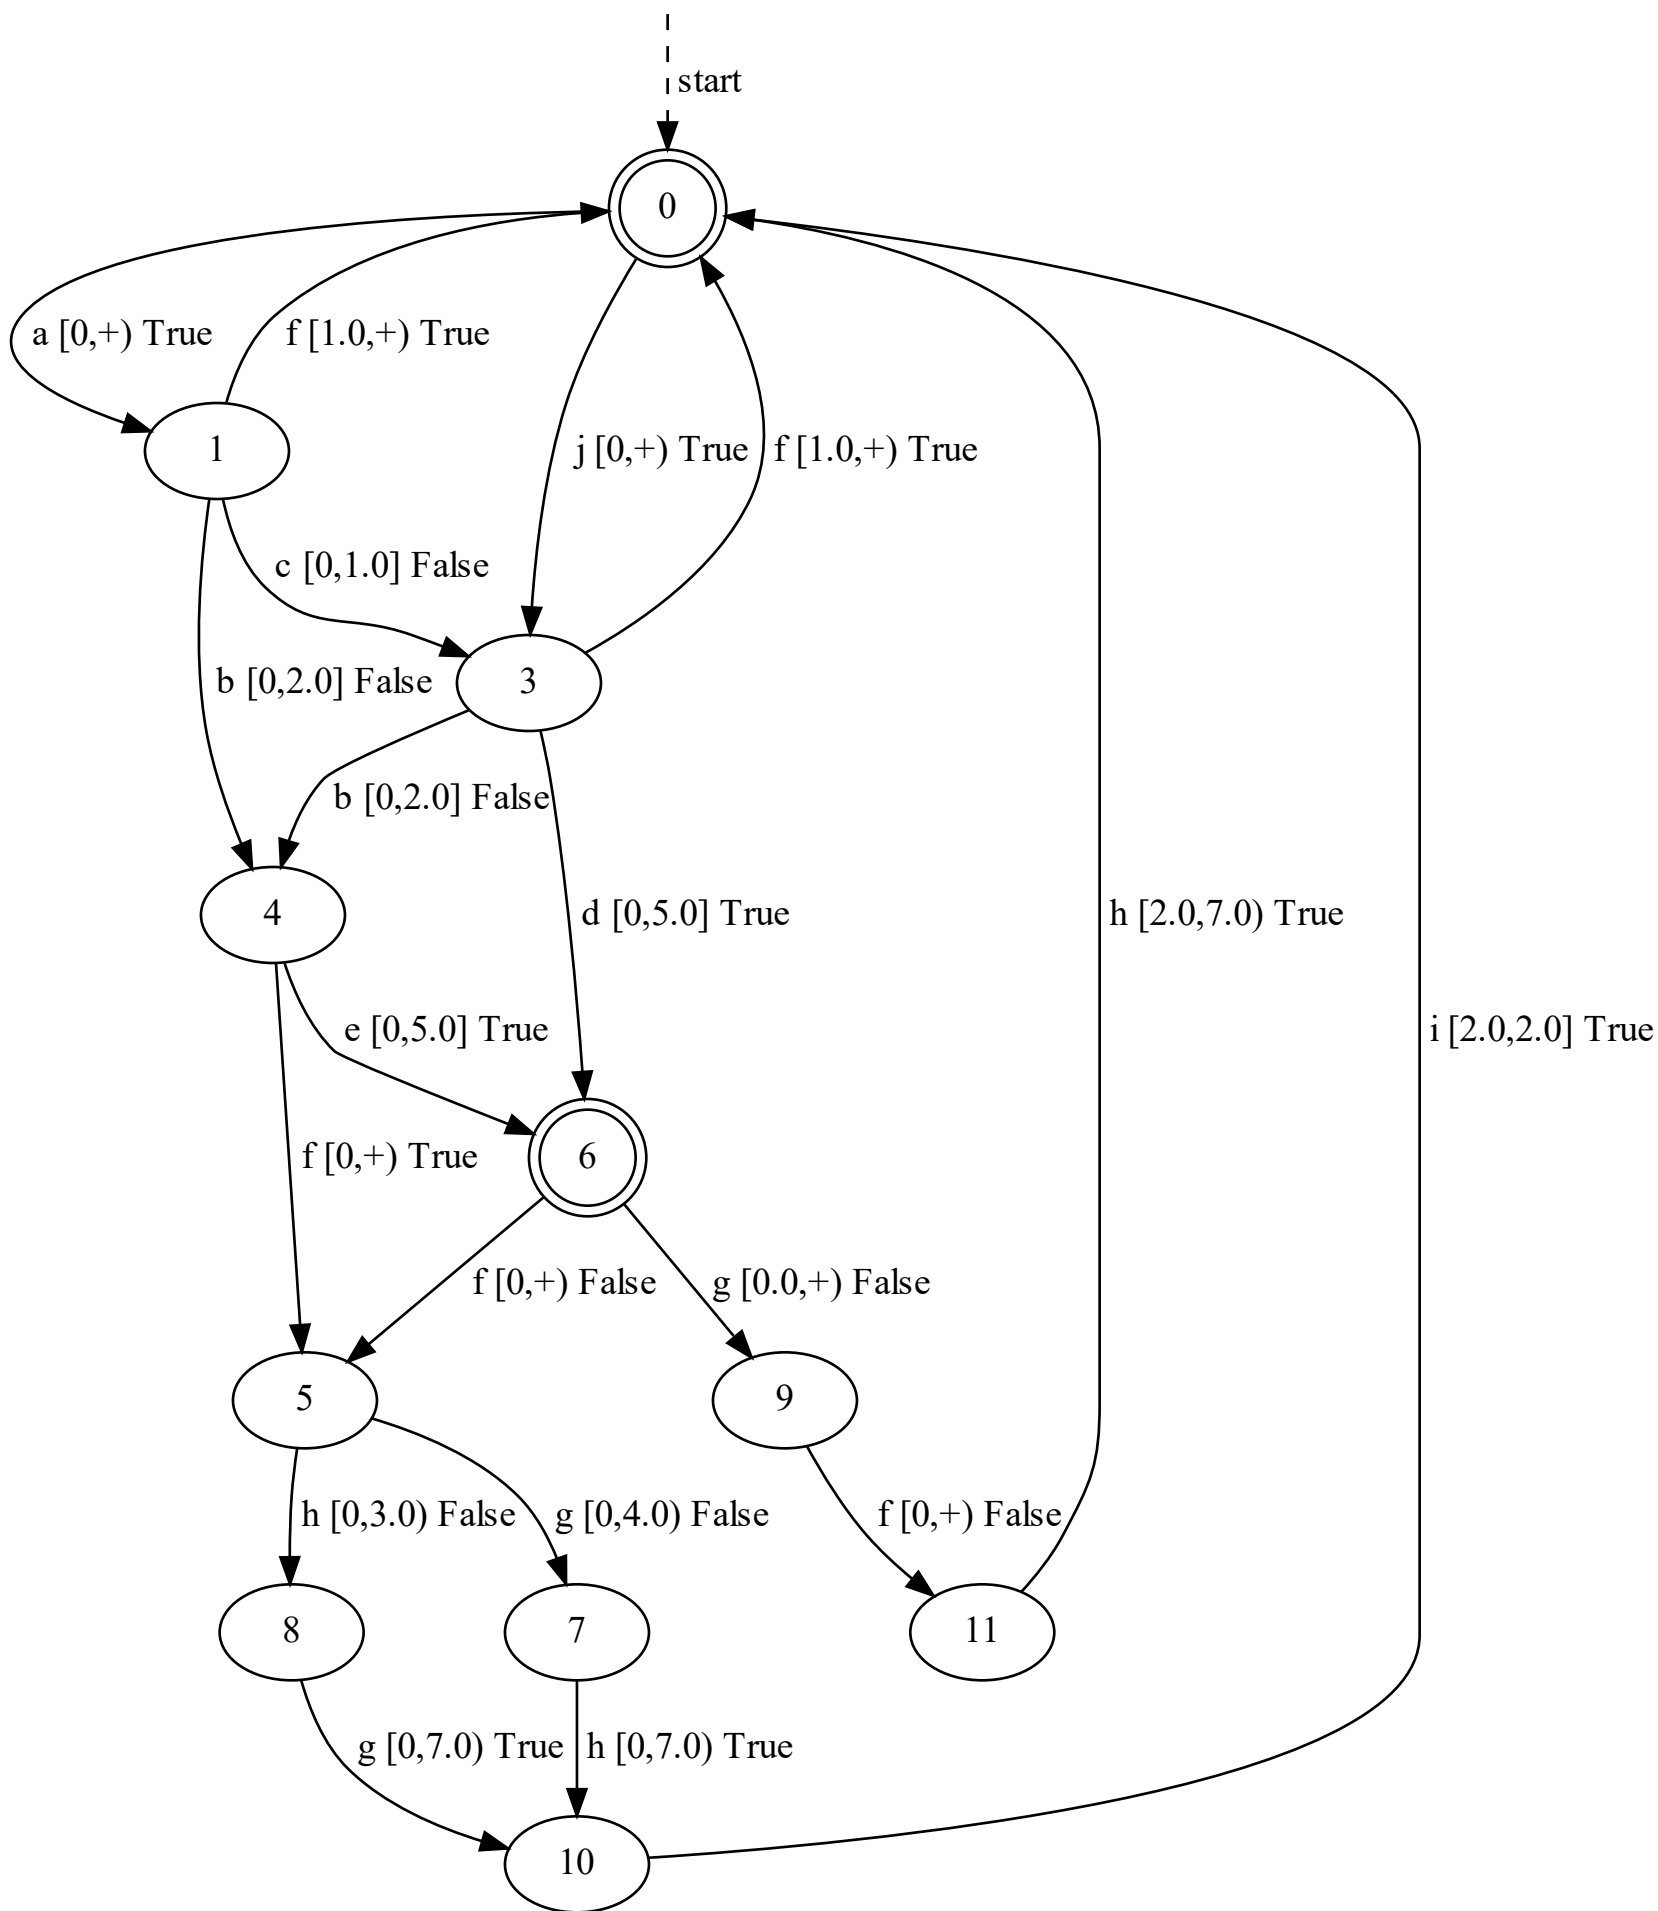 start
0
a [0,+) True
f [1.0,+) True
j [0,+) True
f [1.0,+) True
1
c [0,1.0] False
b [0,2.0] False
3
b [0,2.0] False
4
d [0,5.0] True
h [2.0,7.0) True
e [0,5.0] True
i [2.0,2.0] True
f [0,+) True
6
f [0,+) False
g [0.0,+) False
5
9
h [0,3.0) False
g [0,4.0) False
f [0,+) False
8
7
11
g [0,7.0) True
h [0,7.0) True
10